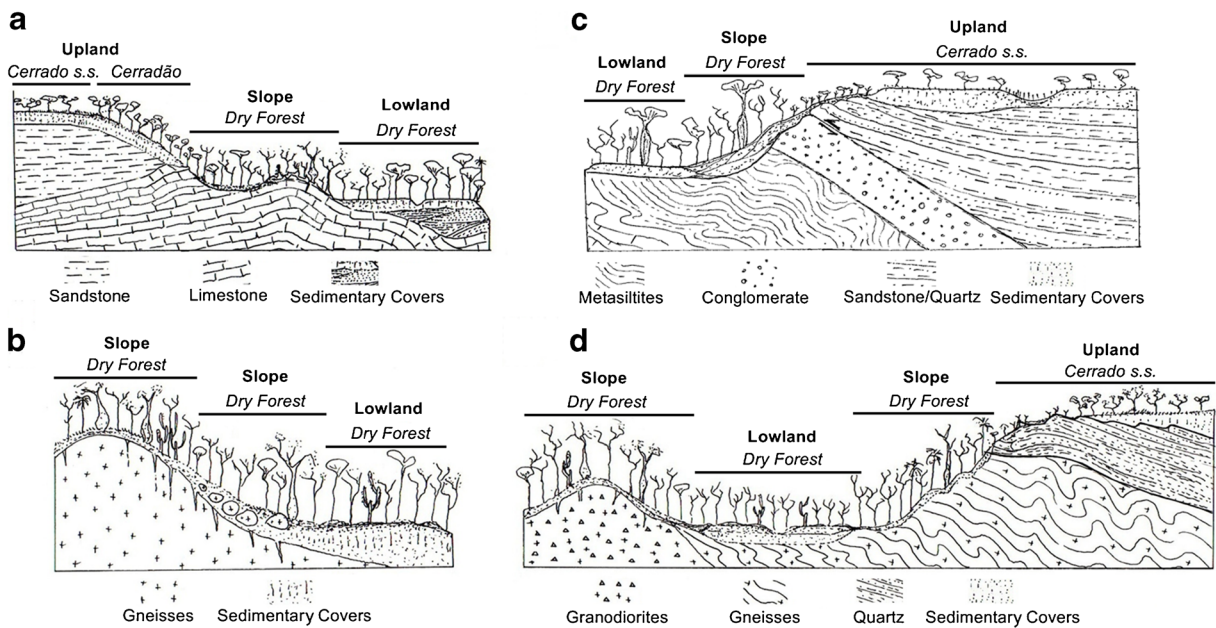 a
Upland
Cerrado s.s. Cerradão
Slope
Dry Forest
Lowland
Dry Forest
Sandstone Limestone Sedimentary Covers
b
Slope
Dry Forest
Slope
Dry Forest
Lowland
Dry Forest
Gneisses Sedimentary Covers
c
Upland
Cerrado s.s.
Slope
Dry Forest
Lowland
Dry Forest
Metasiltites Conglomerate Sandstone/Quartz Sedimentary Covers
d
Slope
Dry Forest
Lowland
Dry Forest
Slope
Dry Forest
Upland
Cerrado s.s.
Granodiorites Gneisses Quartz Sedimentary Covers